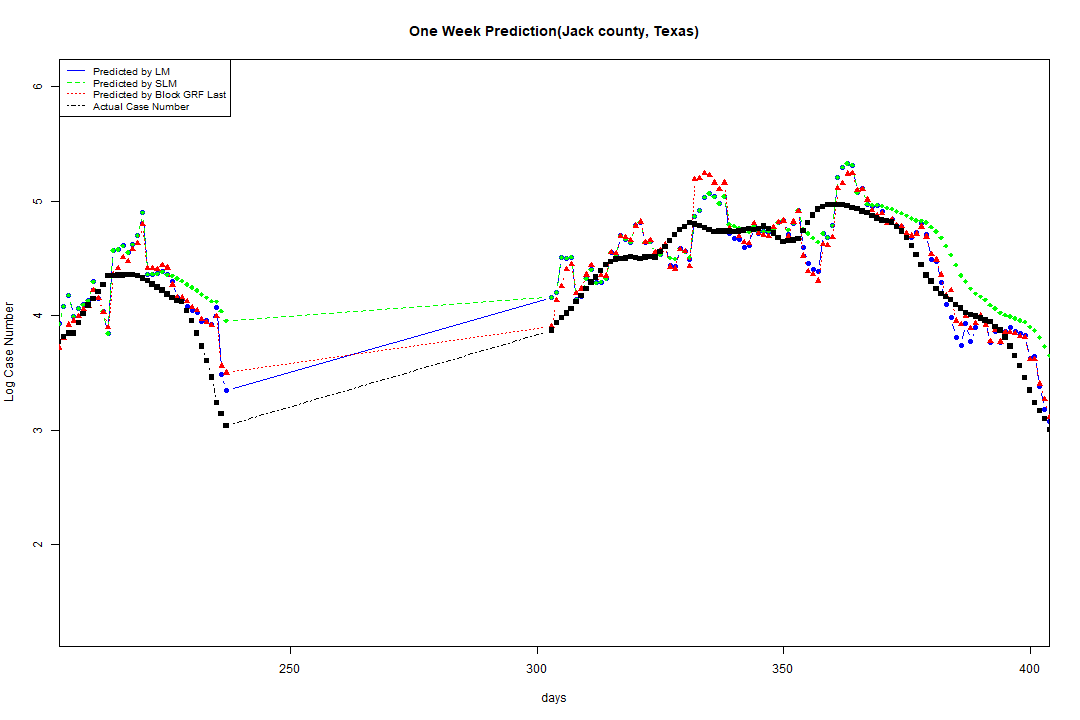 One Week Prediction(Jack county, Texas)
Predicted by LM
Predicted by SLM
Predicted by Block GRF Last
Actual Case Number
6
5
4
3
2
Log Case Number
250
300
350
400
days